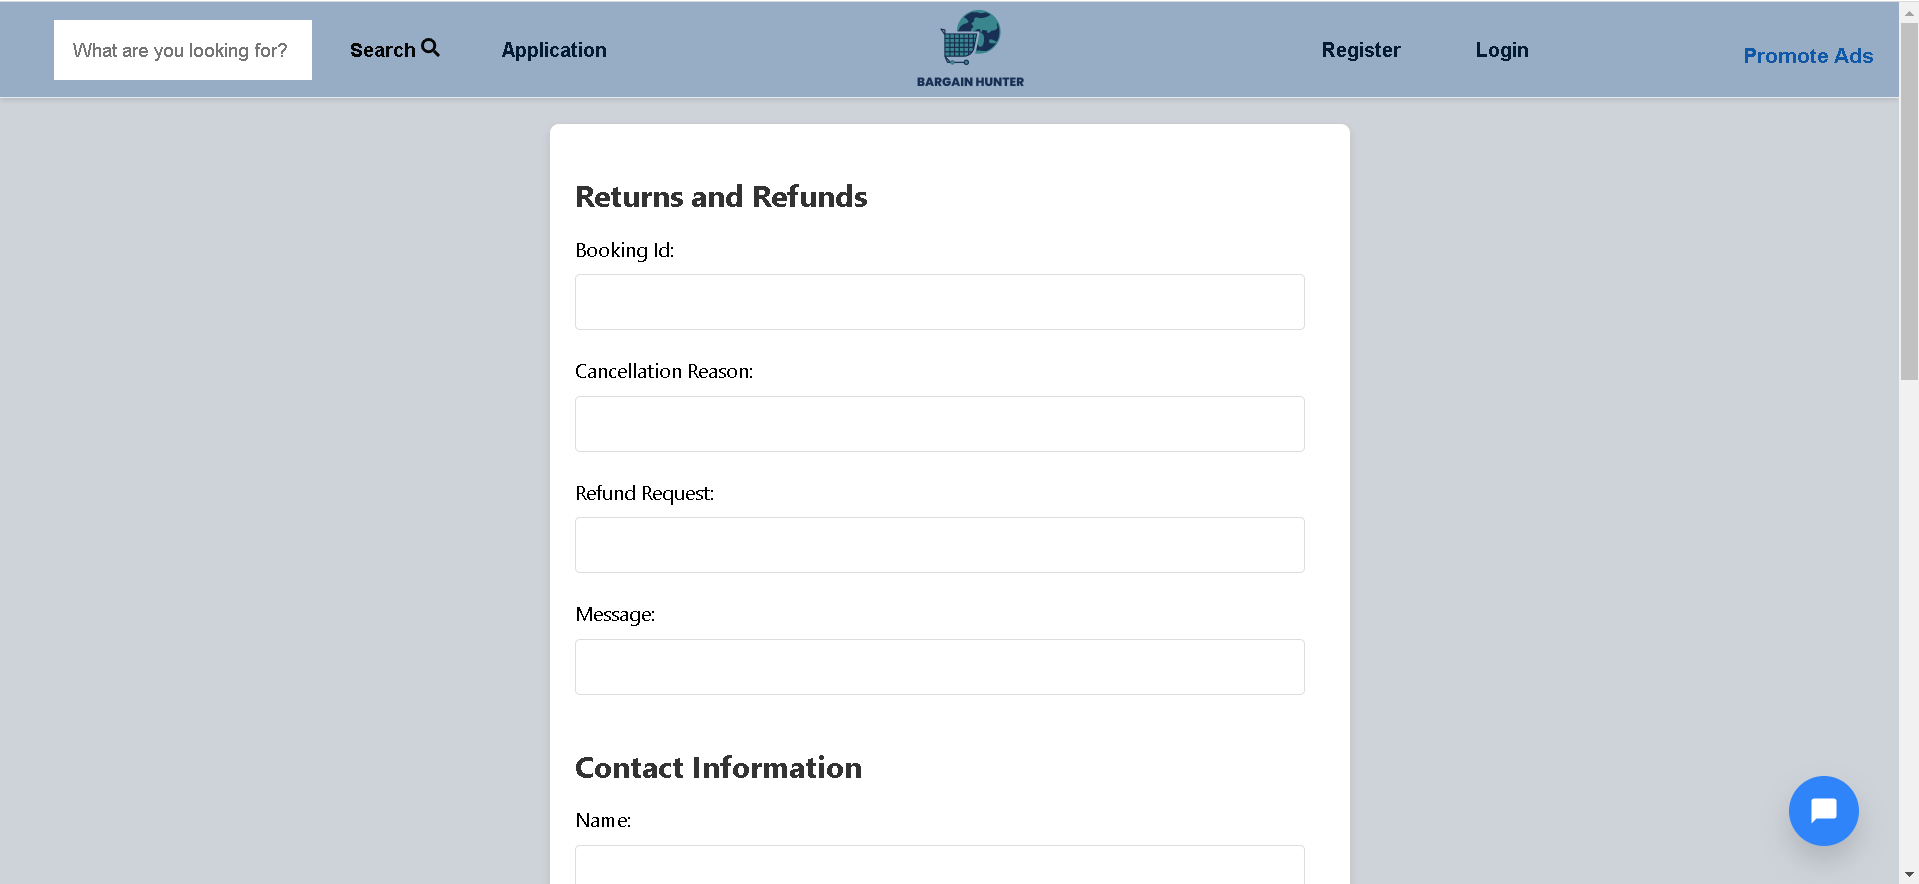 What are you looking for?
Search
Application
BARGAIN HUNTER
Register
Login
Promote Ads
Returns and Refunds
Booking Id:
Cancellation Reason:
Refund Request:
Message:
Contact Information
Name: